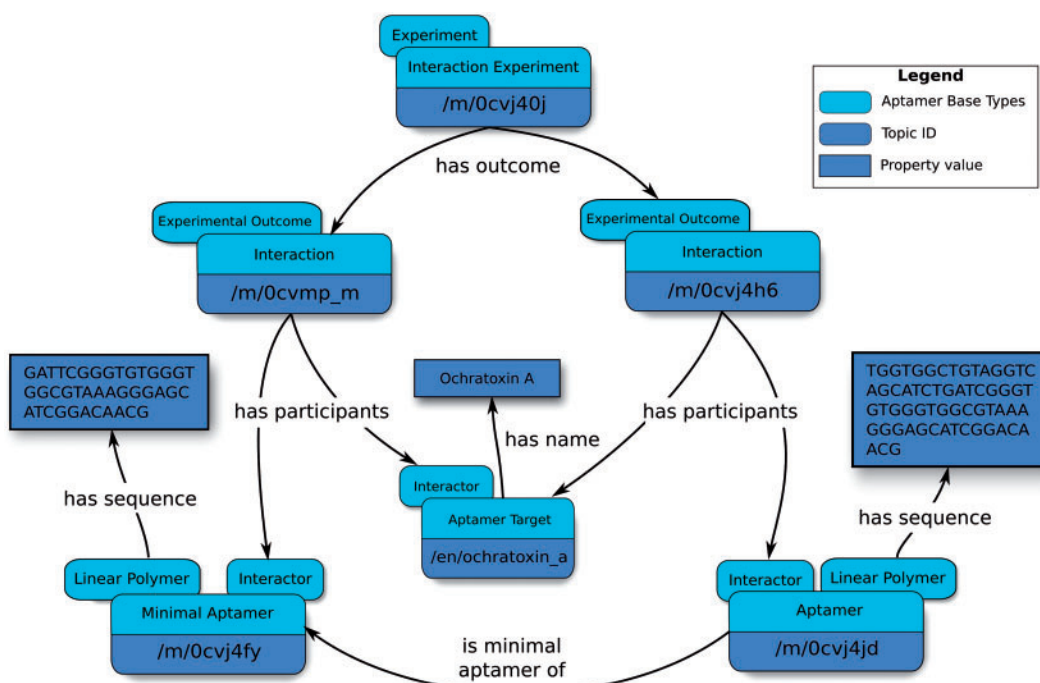 Experiment
Interaction Experiment
/m/0cvj40j
Legend
Aptamer Base Types
Topic ID
Property value
has outcome
Experimental Outcome
Interaction
/m/0cvmp_m
Experimental Outcome
Interaction
/m/0cvj4h6
GATTCGGGTGTGGGT
GGCGTAAAGGGAGC
ATCGGACAACG
Ochratoxin A
TGGTGGCTGTAGGTC
AGCATCTGATCGGGT
GTGGGTGGCGTAAA
GGGAGCATCGGACA
ACG
has participants
has participants
has name
has sequence
has sequence
Interactor
Aptamer Target
/en/ochratoxin_a
Linear Polymer
Interactor
Minimal Aptamer
/m/0cvj4fy
Interactor
Linear Polymer
Aptamer
/m/0cvj4jd
is minimal
aptamer of